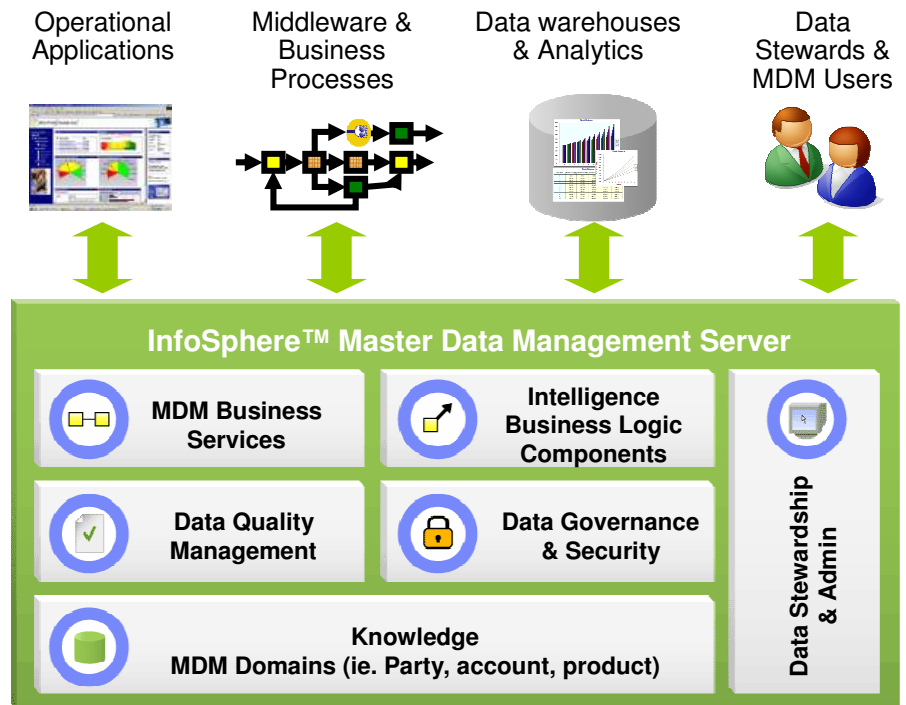 Operational
Applications
Middleware &
Business
Processes
Data warehouses
& Analytics
Data
Stewards &
MDM Users
InfoSphere™ Master Data Management Server
MDM Business
Services
Intelligence
Business Logic
Components
Data Quality
Management
Data Governance
& Security
Knowledge
MDM Domains (ie. Party, account, product)
Data Stewardship
& Admin